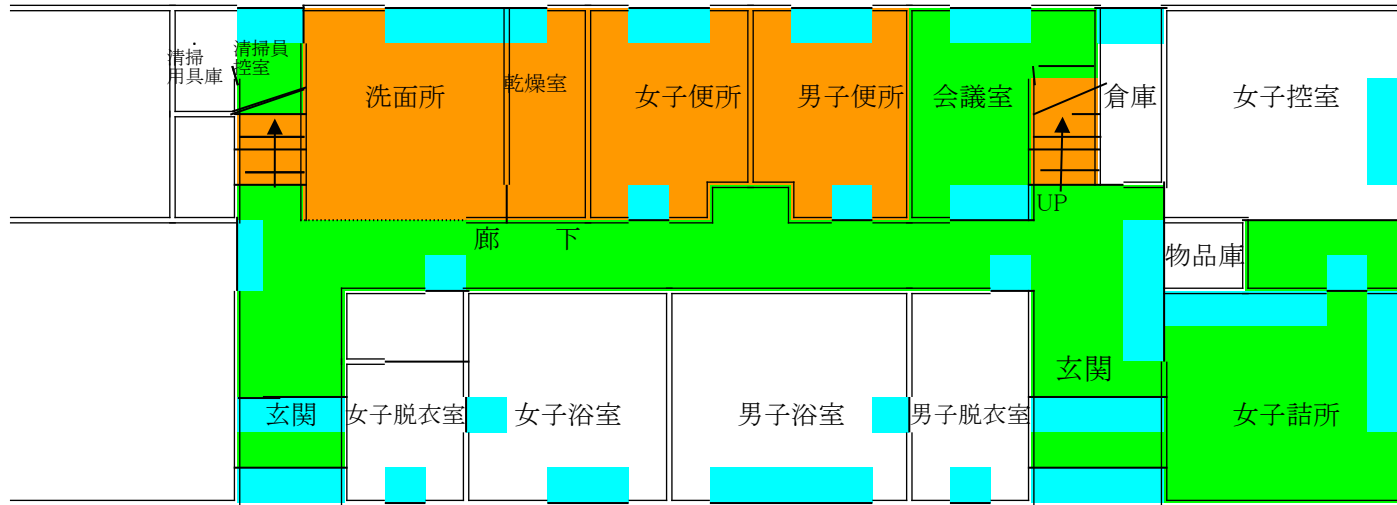 清掃
用具庫
清掃員
控室
洗面所
乾燥室
女子便所
男子便所
会議室
倉庫
女子控室
UP
廊　下
物品庫
玄関
女子脱衣室
女子浴室
男子浴室
男子脱衣室
玄関
女子詰所